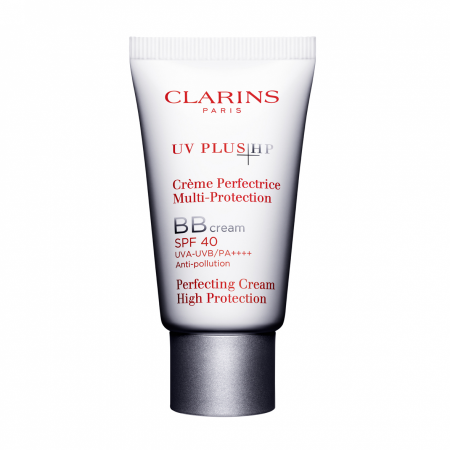 CLARINS
PARIS
UV PLUS+HP
Crème Perfectrice
Multi-Protection
BB cream
SPF 40
UVA-UVB/PA++++
Anti-pollution
Perfecting Cream
High Protection